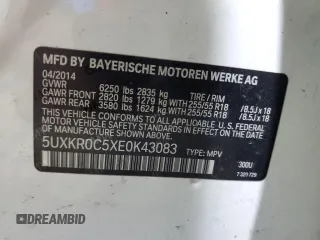 MFD BY BAYERISCHE MOTOREN WERKE AG
04/2014
GVWR 6250 lbs 2835 kg TIRE / RIM
GAWR FRONT 2820 lbs 1279 kg WITH 255/55 R18 / 8.5J x 18
GAWR REAR 3580 lbs 1624 kg WITH 255/55 R18 / 8.5J x 18
THIS VEHICLE CONFORMS TO ALL APPLICABLE U.S. FEDERAL
MOTOR VEHICLE SAFETY STANDARDS IN EFFECT ON THE DATE OF
MANUFACTURE SHOWN ABOVE.
5UXKR0C5XE0K43083 TYPE: MPV
300U
AUTOBIDMASTER